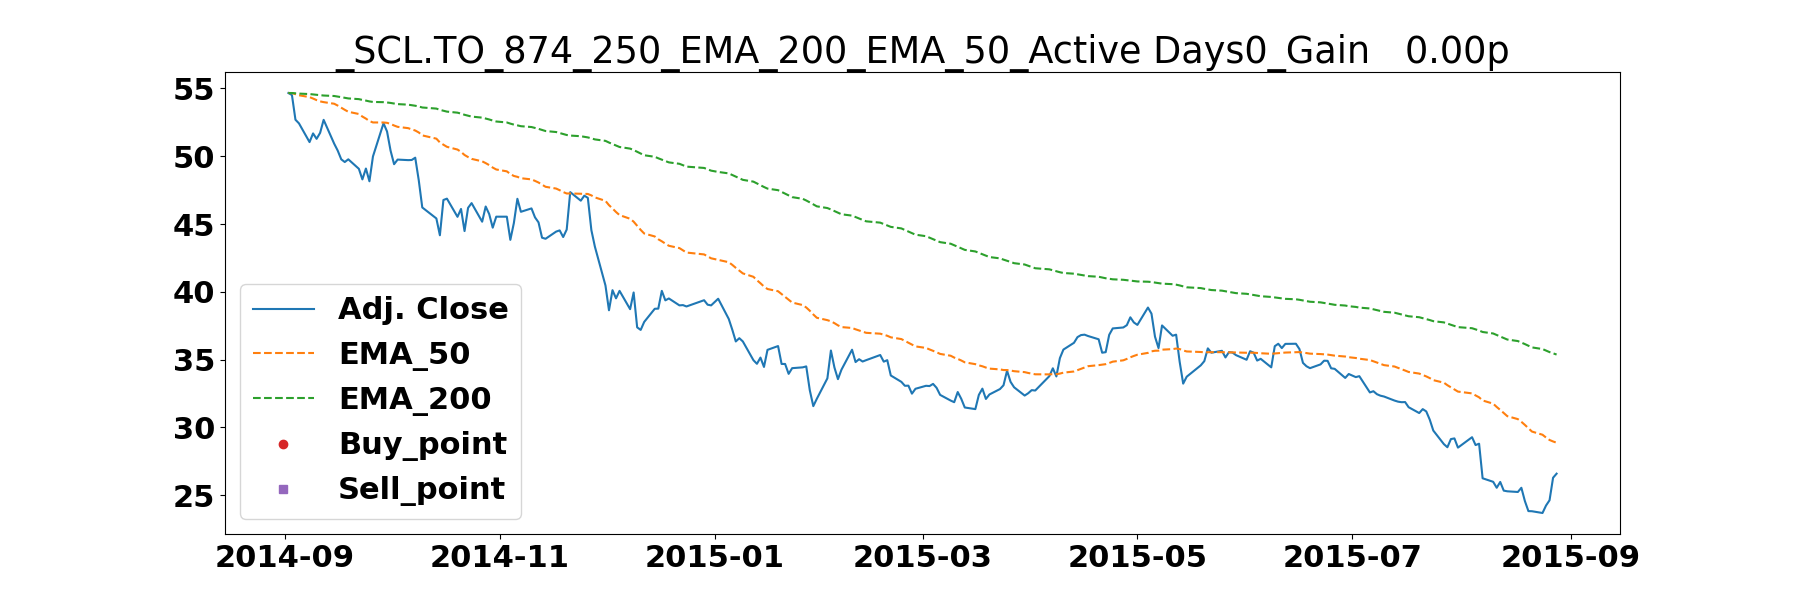 _SCL.TO_874_250_EMA_200_EMA_50_Active Days0_Gain   0.00p
55
50
45
40
35
30
25
Adj. Close
EMA_50
EMA_200
Buy_point
Sell_point
2014-09 2014-11 2015-01 2015-03 2015-05 2015-07 2015-09